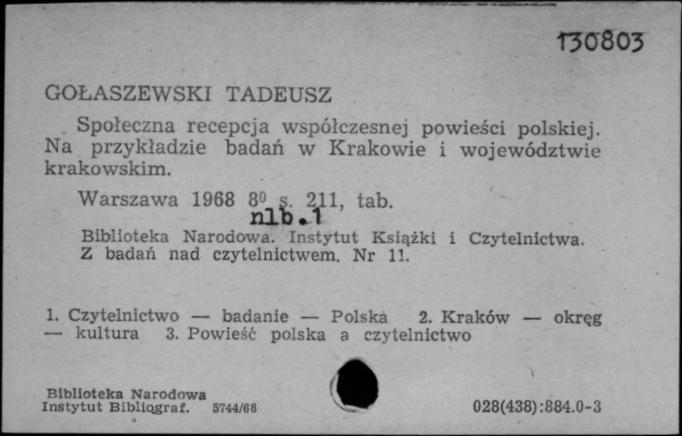 130803
GOŁASZEWSKI TADEUSZ
Społeczna recepcja współczesnej powieści polskiej.
Na przykładzie badań w Krakowie i województwie
krakowskim.
Warszawa 1968 8⁰ s. 211, tab.
nlb.1
Biblioteka Narodowa. Instytut Książki i Czytelnictwa.
Z badań nad czytelnictwem. Nr 11.
1. Czytelnictwo — badanie — Polska 2. Kraków — okręg
— kultura 3. Powieść polska a czytelnictwo
Biblioteka Narodowa
Instytut Bibliograf. 5744/68
028(438):884.0-3